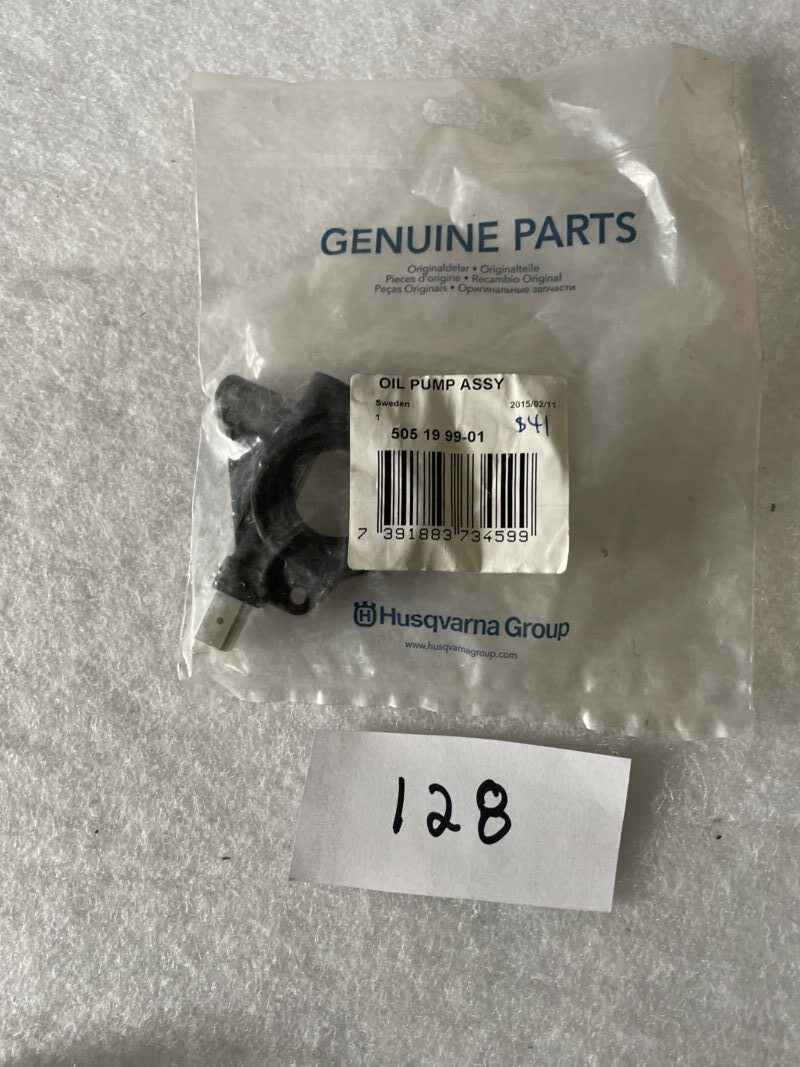 GENUINE PARTS
Originaldelar • Originalteile
Pieces d'origine • Recambio Original
Peças Originais • Оригинальные запчасти
OIL PUMP ASSY
Sweden 2015/02/11
1 $41
505 19 99-01
7 391883 734599
Husqvarna Group
www.husqvarnagroup.com
128